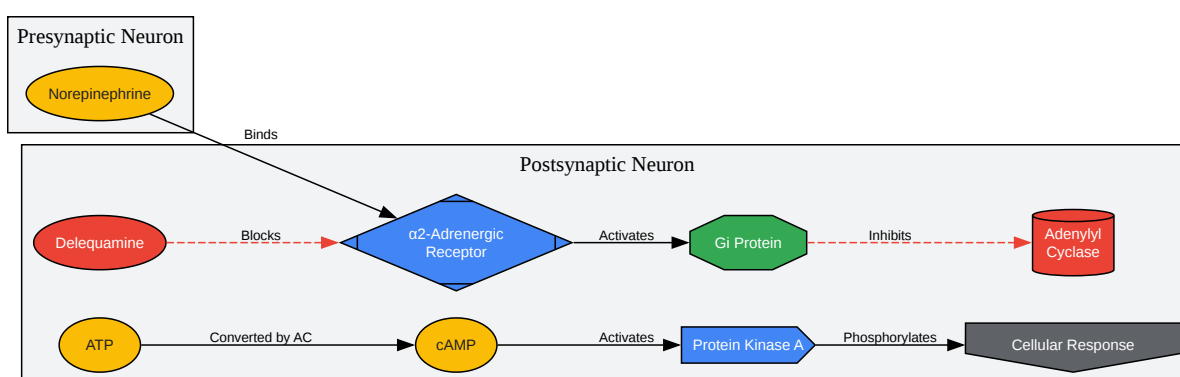 Presynaptic Neuron
Norepinephrine
Binds
Postsynaptic Neuron
Delequamine
Blocks
α2-Adrenergic
Receptor
Activates
Gi Protein
Inhibits
Adenylyl
Cyclase
ATP
Converted by AC
cAMP
Activates
Protein Kinase A
Phosphorylates
Cellular Response